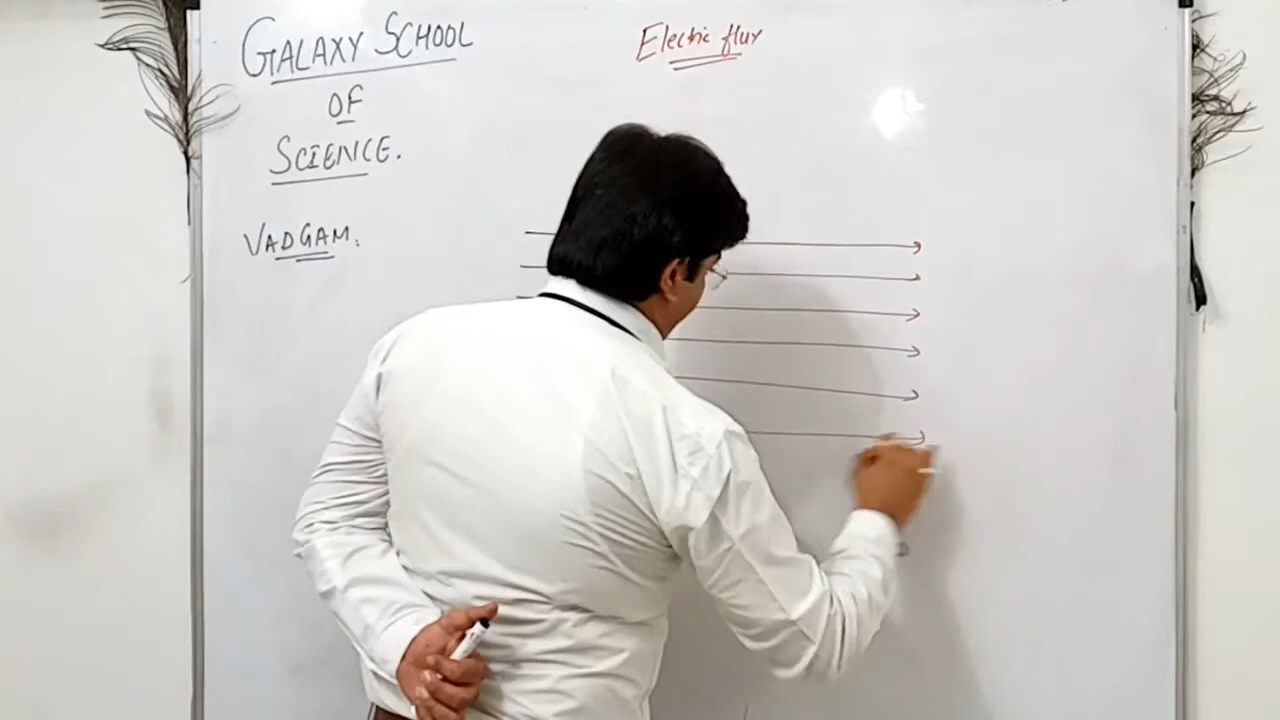 GALAXY SCHOOL
OF
SCIENCE.
VADGAM.
Electric flux